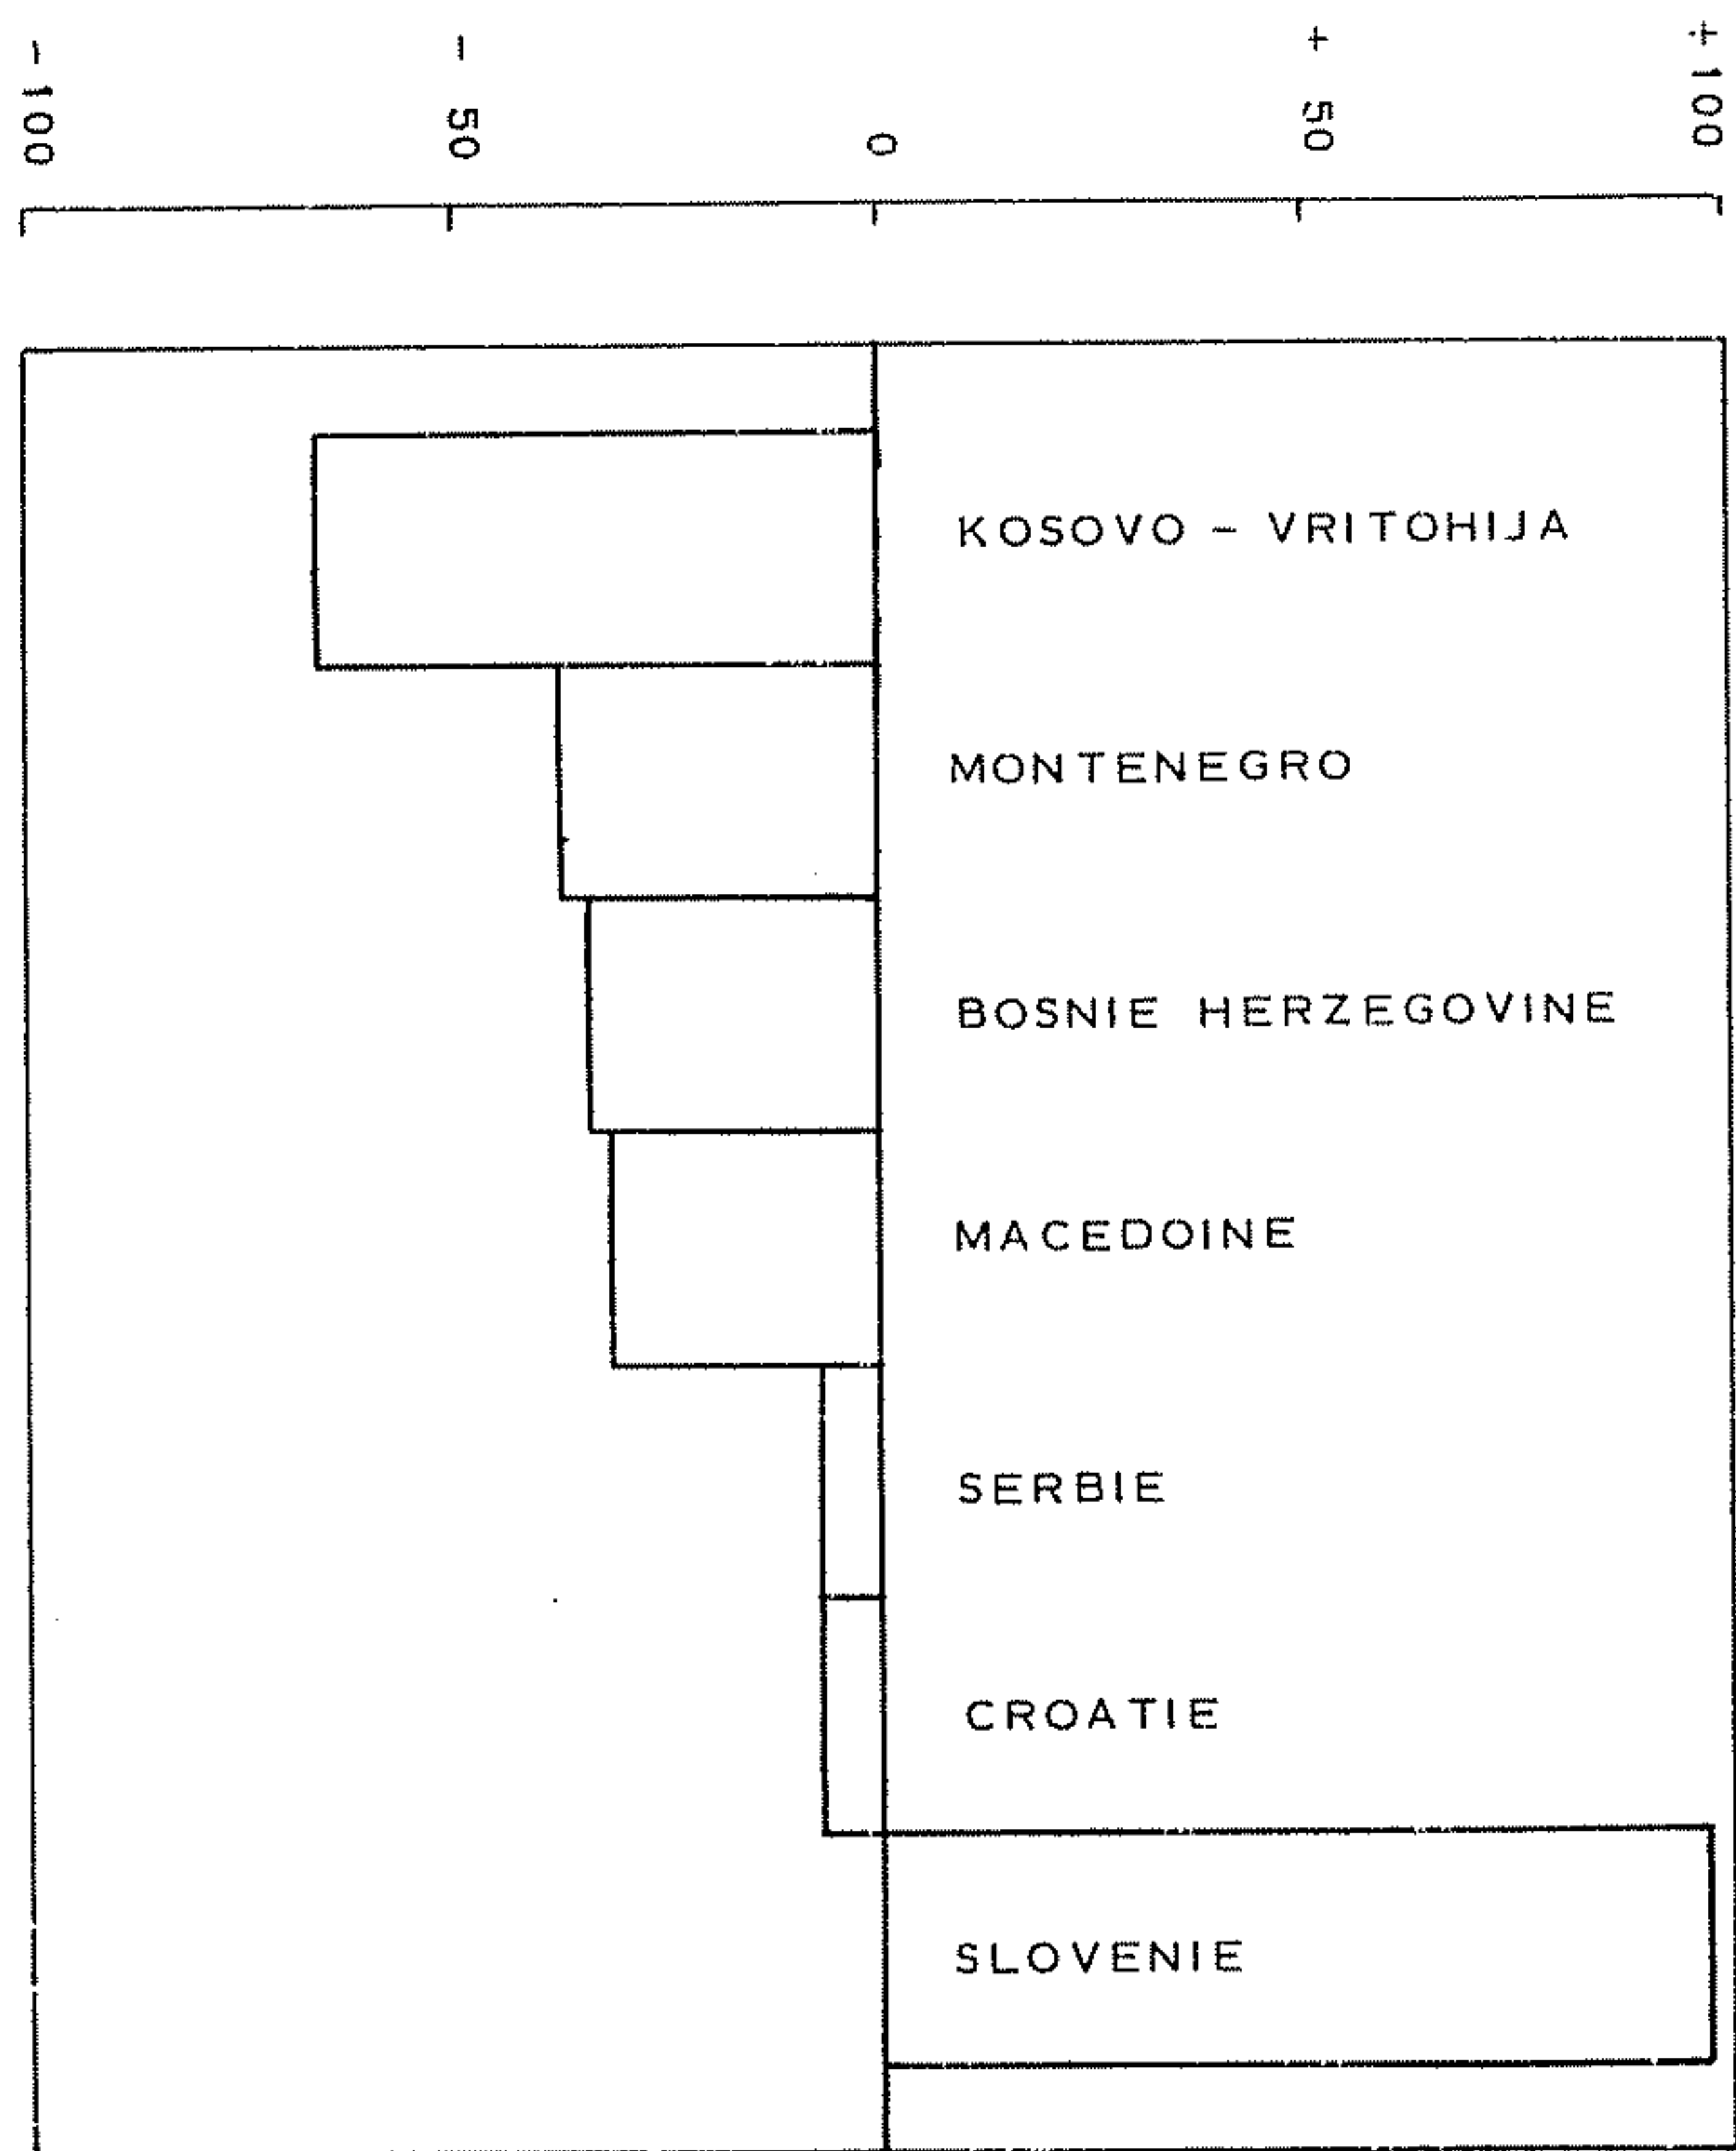 - 100
- 50
0
+ 50
+ 100
KOSOVO - VRITOHIJA
MONTENEGRO
BOSNIE HERZEGOVINE
MACEDOINE
SERBIE
CROATIE
SLOVENIE